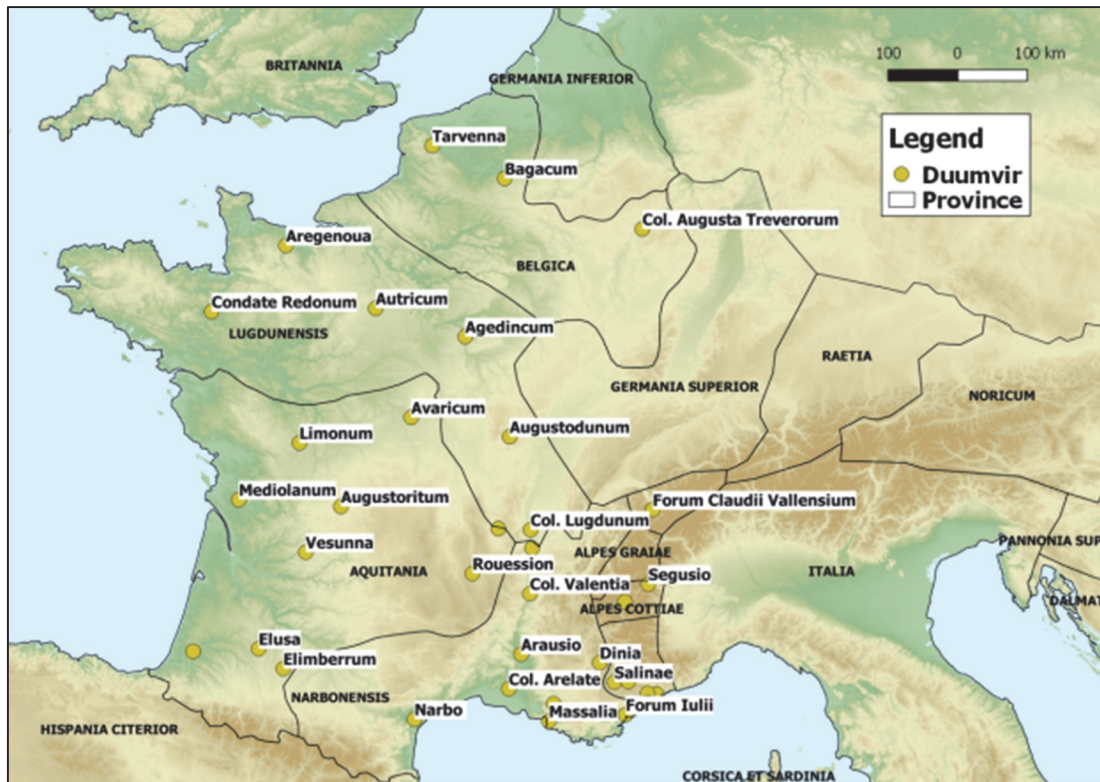 BRITANNIA
GERMANIA INFERIOR
100 0 100 km
Legend
Duumvir
Province
Tarvenna
Bagacum
Col. Augusta Treverorum
Aregenoua
BELGICA
Condate Redonum
Autricum
LUGDUNENSIS
Agedincum
RAETIA
GERMANIA SUPERIOR
NORICUM
Avaricum
Limonum
Augustodunum
Mediolanum
Augustoritum
Forum Claudii Vallensium
Col. Lugdunum
PANNONIA SUP
Vesunna
ALPES GRAIAE
AQUITANIA
Rouession
Segusio
ITALIA
Col. Valentia
ALPES COTTIAE
DALMAT
Elusa
Arausio
Dinia
Elimberrum
Salinae
Col. Arelate
NARBONENSIS
Narbo
Massalia
Forum Iulii
HISPANIA CITERIOR
CORSICA ET SARDINIA